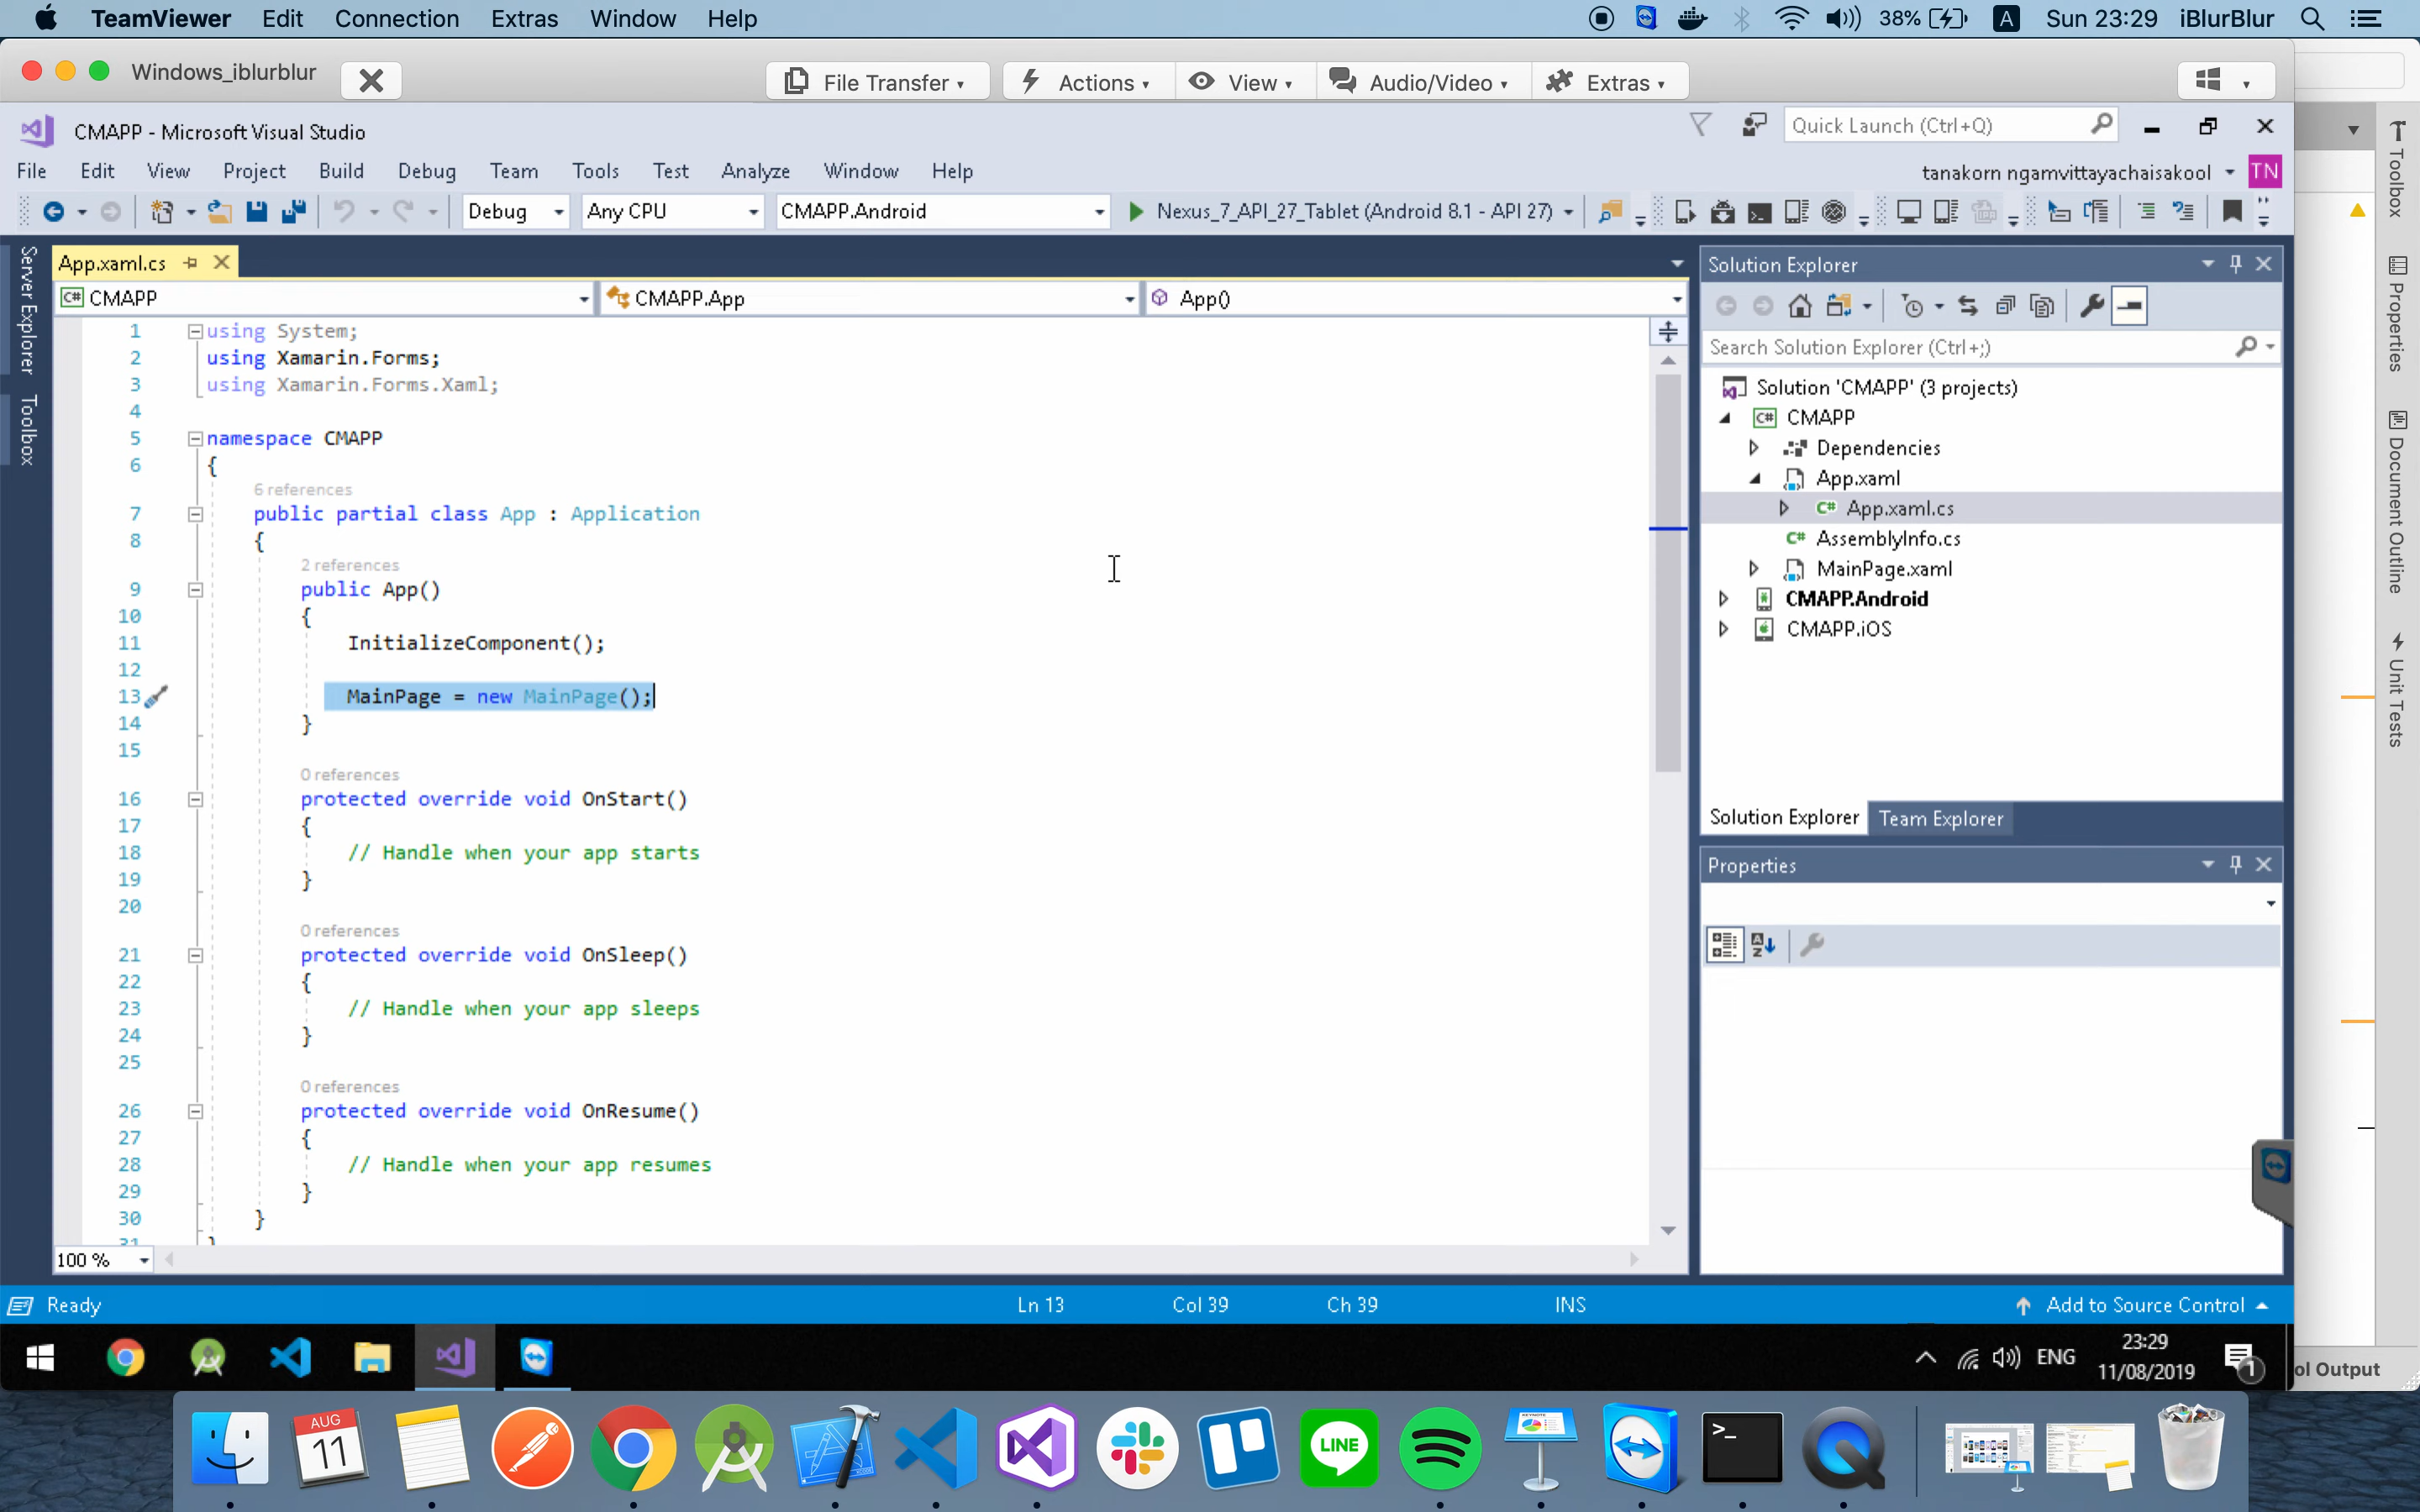 TeamViewer Edit Connection Extras Window Help 38% A Sun 23:29 iBlurBlur
Windows_iblurblur File Transfer Actions View Audio/Video Extras
CMAPP - Microsoft Visual Studio Quick Launch (Ctrl+Q)
File Edit View Project Build Debug Team Tools Test Analyze Window Help tanakorn ngamvittayachaisakool TN
Debug Any CPU CMAPP.Android Nexus_7_API_27_Tablet (Android 8.1 - API 27)
Server Explorer
Toolbox
App.xaml.cs
CMAPP CMAPP.App App()
1 using System;
2 using Xamarin.Forms;
3 using Xamarin.Forms.Xaml;
4
5 namespace CMAPP
6 {
6 references
7 public partial class App : Application
8 {
2 references
9 public App()
10 {
11 InitializeComponent();
12
13 MainPage = new MainPage();
14 }
15
0 references
16 protected override void OnStart()
17 {
18 // Handle when your app starts
19 }
20
0 references
21 protected override void OnSleep()
22 {
23 // Handle when your app sleeps
24 }
25
0 references
26 protected override void OnResume()
27 {
28 // Handle when your app resumes
29 }
30 }
31 }
100 %
Solution Explorer
Search Solution Explorer (Ctrl+;)
Solution 'CMAPP' (3 projects)
C# CMAPP
Dependencies
App.xaml
C# App.xaml.cs
C# AssemblyInfo.cs
MainPage.xaml
CMAPP.Android
CMAPP.iOS
Solution Explorer Team Explorer
Properties
Toolbox
Properties
Document Outline
Unit Tests
Ready Ln 13 Col 39 Ch 39 INS Add to Source Control
ENG 23:29
11/08/2019
1
ol Output
AUG
11
LINE
KEYNOTE
>_